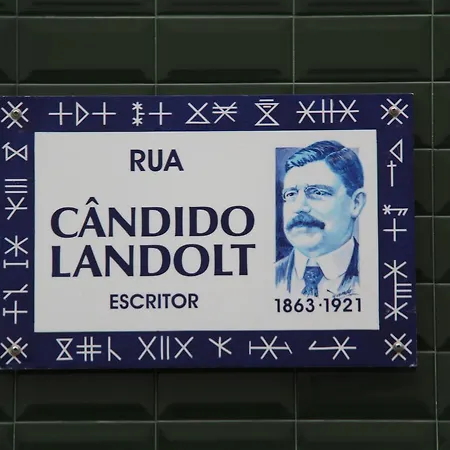 RUA
CÂNDIDO
LANDOLT
ESCRITOR
1863·1921